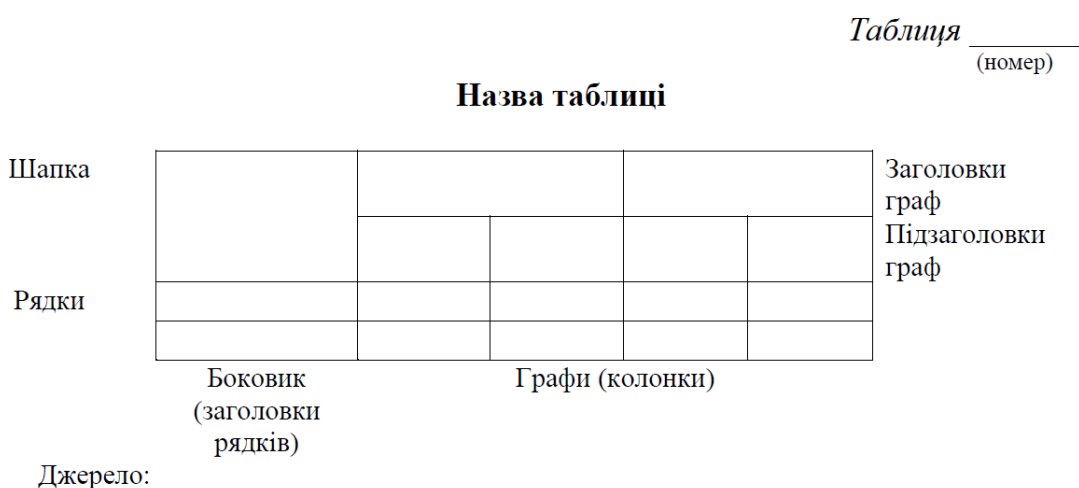 Таблиця
(номер)
Назва таблиці
Шапка
Заголовки
граф
Підзаголовки
граф
Рядки
Боковик
(заголовки
рядків)
Графи (колонки)
Джерело: